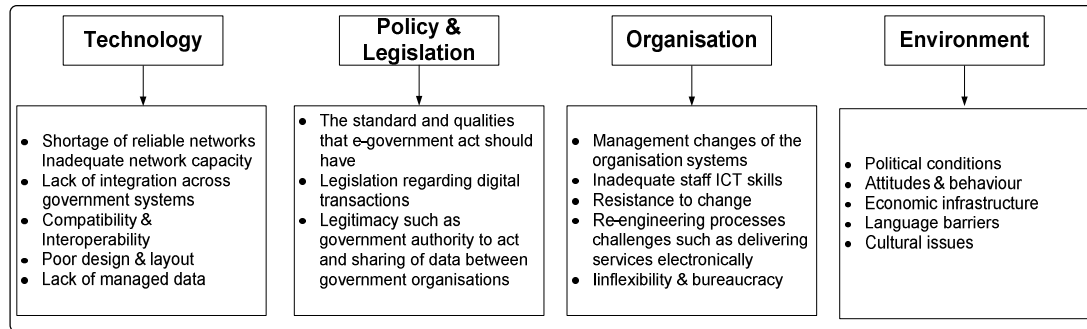 Technology
● Shortage of reliable networks
Inadequate network capacity
● Lack of integration across
government systems
● Compatibility &
Interoperability
● Poor design & layout
● Lack of managed data
Policy &
Legislation
● The standard and qualities
that e-government act should
have
● Legislation regarding digital
transactions
● Legitimacy such as
government authority to act
and sharing of data between
government organisations
Organisation
● Management changes of the
organisation systems
● Inadequate staff ICT skills
● Resistance to change
● Re-engineering processes
challenges such as delivering
services electronically
● Iinflexibility & bureaucracy
Environment
● Political conditions
● Attitudes & behaviour
● Economic infrastructure
● Language barriers
● Cultural issues